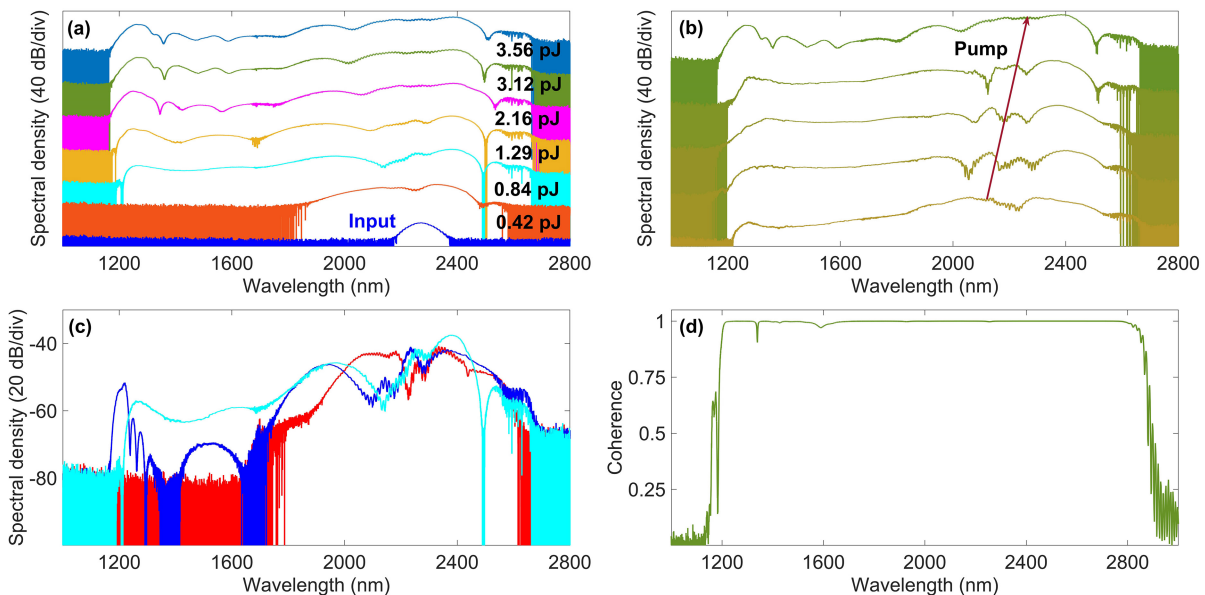 (a)
Spectral density (40 dB/div)
3.56 pJ
3.12 pJ
2.16 pJ
1.29 pJ
0.84 pJ
0.42 pJ
Input
1200 1600 2000 2400 2800
Wavelength (nm)
(b)
Spectral density (40 dB/div)
Pump
1200 1600 2000 2400 2800
Wavelength (nm)
(c)
Spectral density (20 dB/div)
-40
-60
-80
1200 1600 2000 2400 2800
Wavelength (nm)
(d)
Coherence
1
0.75
0.5
0.25
1200 1600 2000 2400 2800
Wavelength (nm)